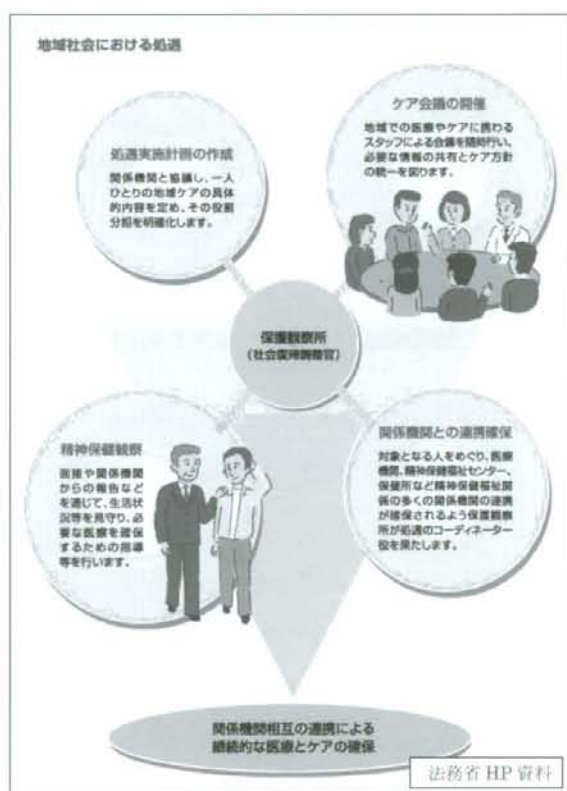 地域社会における処遇
処遇実施計画の作成
関係機関と協議し、一人
ひとりの地域ケアの具体
的内容を定め、その役割
分担を明確化します。
ケア会議の開催
地域での医療やケアに携わる
スタッフによる会議を随時行い、
必要な情報の共有とケア方針
の統一を図ります。
保護観察所
(社会復帰調整官)
精神保健観察
面接や関係機関
からの報告など
を通じて、生活状
況等を見守り、必
要な医療を確保
するための指導
等を行います。
関係機関との連携確保
対象となる人をめぐり、医療
機関、精神保健福祉センター、
保健所など精神保健福祉関
係の多くの関係機関の連携
が確保されるよう保護観察
所が処遇のコーディネーター
役を果たします。
関係機関相互の連携による
継続的な医療とケアの確保
法務省 HP 資料